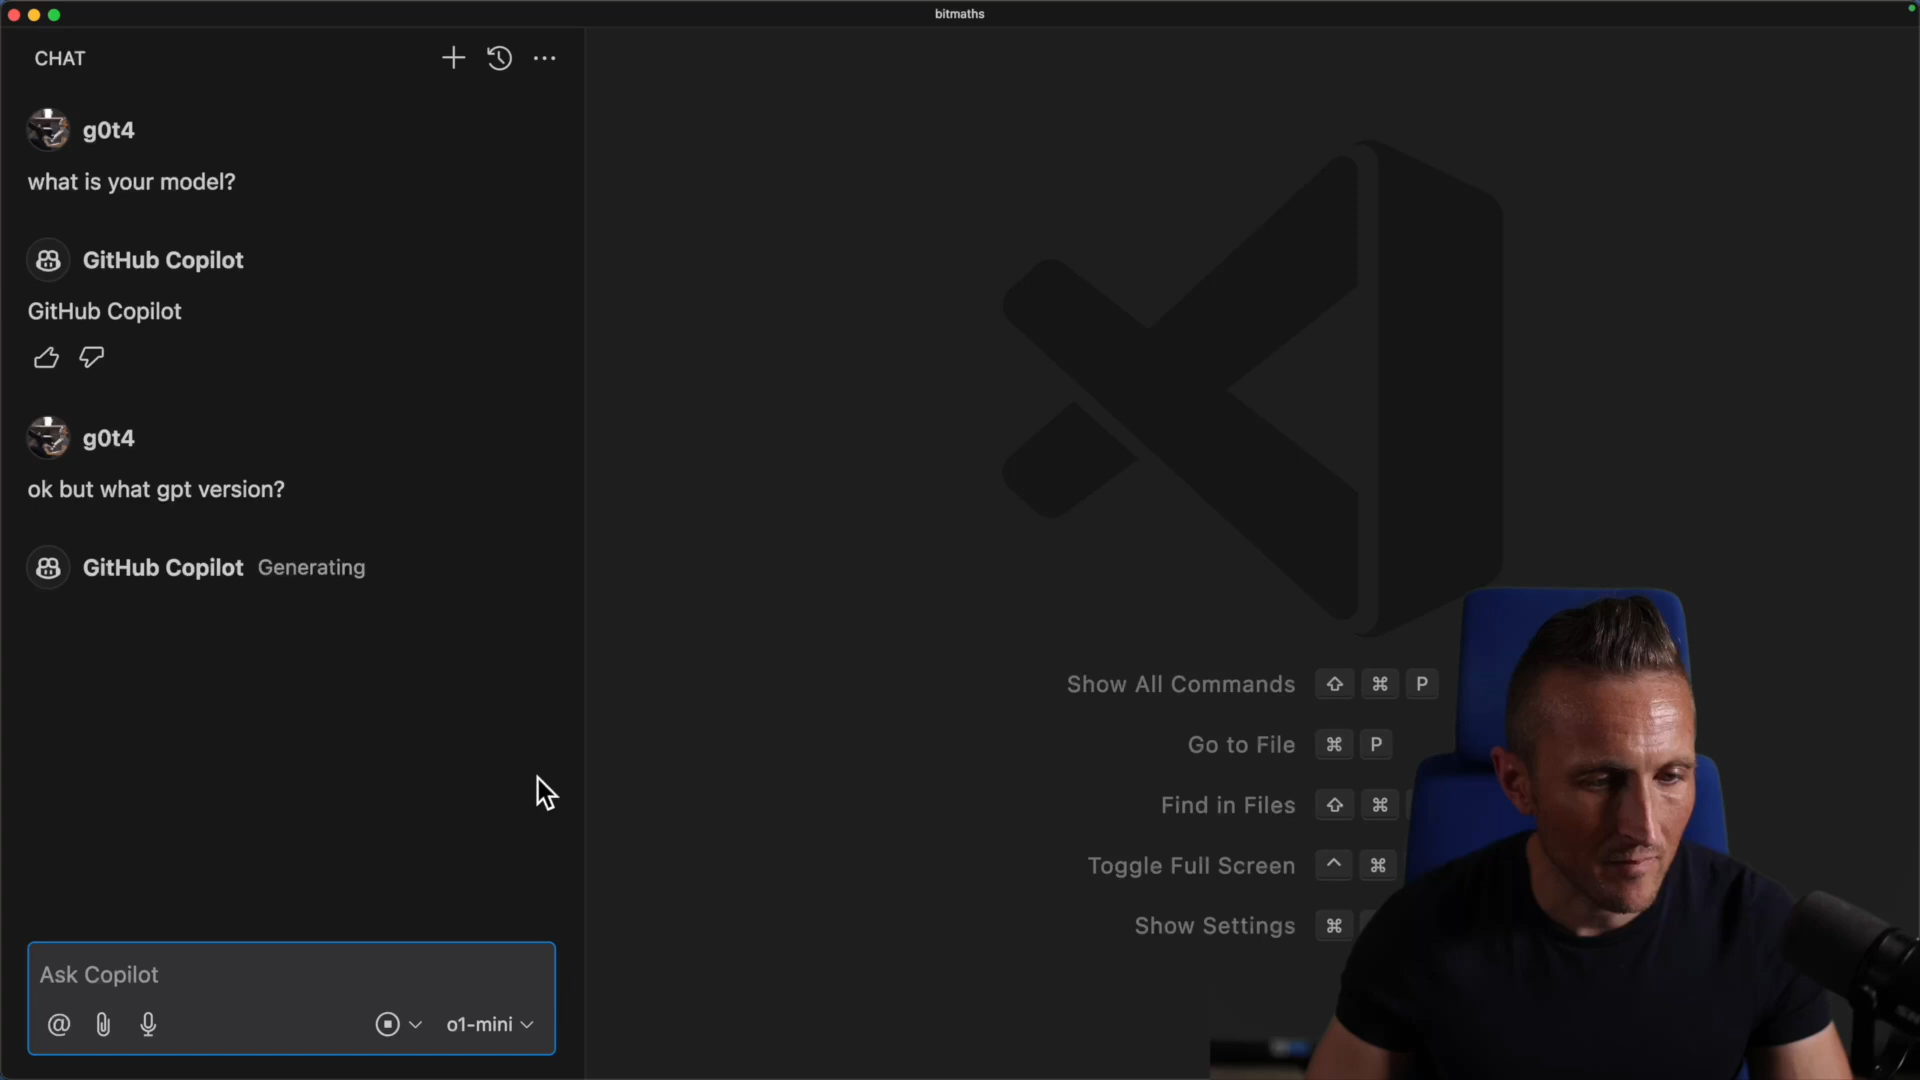 bitmaths
CHAT
g0t4
what is your model?
GitHub Copilot
GitHub Copilot
g0t4
ok but what gpt version?
GitHub Copilot Generating
Ask Copilot
@
o1-mini
Show All Commands ⇧ ⌘ P
Go to File ⌘ P
Find in Files ⇧ ⌘
Toggle Full Screen ^ ⌘
Show Settings ⌘